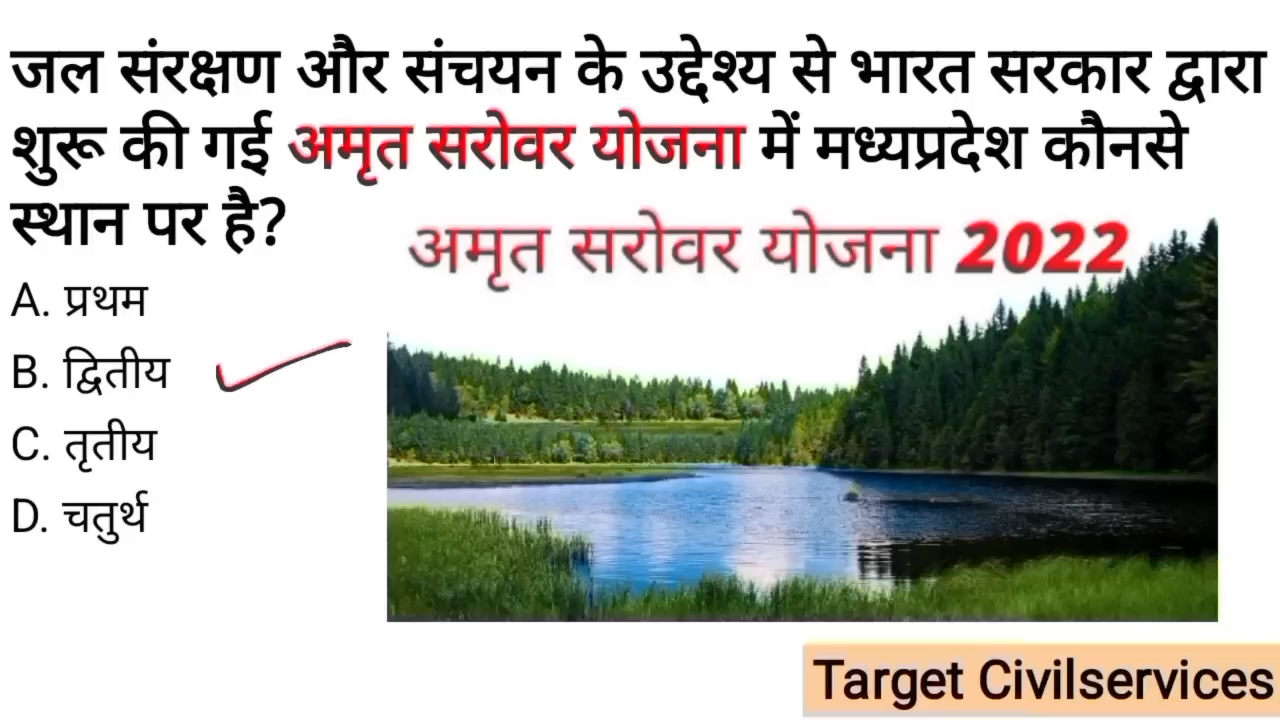 जल संरक्षण और संचयन के उद्देश्य से भारत सरकार द्वारा
शुरू की गई अमृत सरोवर योजना में मध्यप्रदेश कौनसे
स्थान पर है?
अमृत सरोवर योजना 2022
A. प्रथम
B. द्वितीय
C. तृतीय
D. चतुर्थ
Target Civilservices